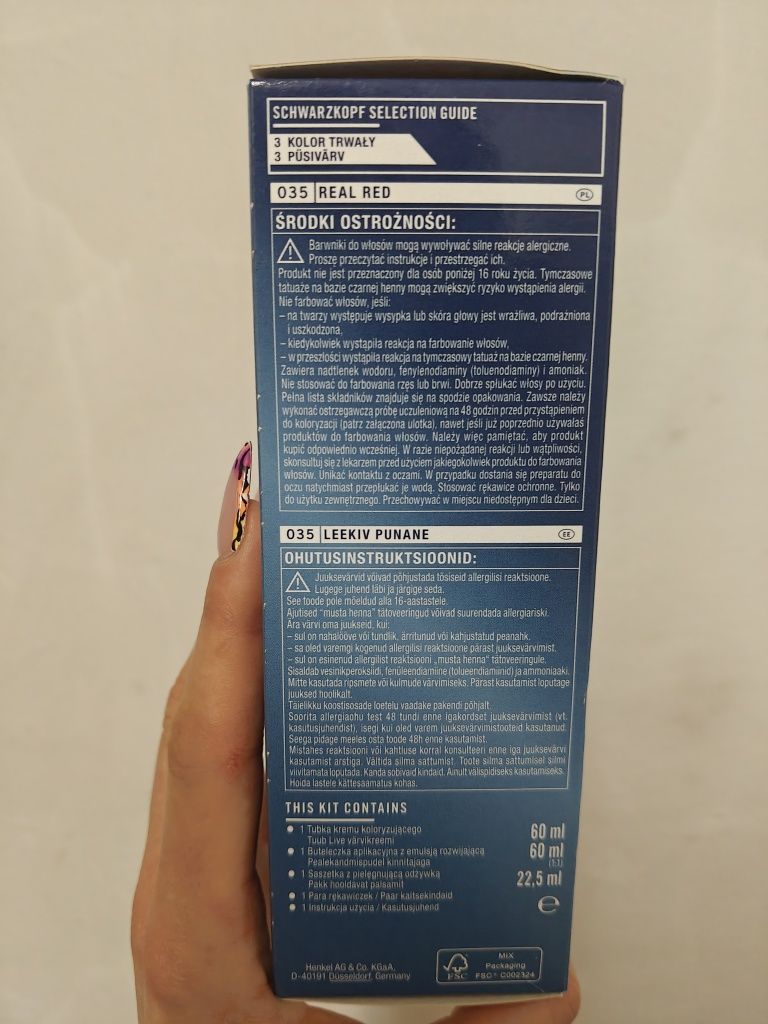 SCHWARZKOPF SELECTION GUIDE
3 KOLOR TRWAŁY
3 PÜSIVÄRV
035 REAL RED PL
ŚRODKI OSTROŻNOŚCI:
Barwniki do włosów mogą wywoływać silne reakcje alergiczne.
Proszę przeczytać instrukcje i przestrzegać ich.
Produkt nie jest przeznaczony dla osób poniżej 16 roku życia. Tymczasowe
tatuaże na bazie czarnej henny mogą zwiększyć ryzyko wystąpienia alergii.
Nie farbować włosów, jeśli:
– na twarzy występuje wysypka lub skóra głowy jest wrażliwa, podrażniona
i uszkodzona,
– kiedykolwiek wystąpiła reakcja na farbowanie włosów,
– w przeszłości wystąpiła reakcja na tymczasowy tatuaż na bazie czarnej henny.
Zawiera nadtlenek wodoru, fenylenodiaminy (toluenodiaminy) i amoniak.
Nie stosować do farbowania rzęs lub brwi. Dobrze spłukać włosy po użyciu.
Pełna lista składników znajduje się na spodzie opakowania. Zawsze należy
wykonać ostrzegawczą próbę uczuleniową na 48 godzin przed przystąpieniem
do koloryzacji (patrz załączona ulotka), nawet jeśli już poprzednio używałaś
produktów do farbowania włosów. Należy więc pamiętać, aby produkt
kupić odpowiednio wcześniej. W razie niepożądanej reakcji lub wątpliwości,
skonsultuj się z lekarzem przed użyciem jakiegokolwiek produktu do farbowania
włosów. Unikać kontaktu z oczami. W przypadku dostania się preparatu do
oczu natychmiast przepłukać je wodą. Stosować rękawice ochronne. Tylko
do użytku zewnętrznego. Przechowywać w miejscu niedostępnym dla dzieci.
035 LEEKIV PUNANE EE
OHUTUSINSTRUKTSIOONID:
Juuksevärvid võivad põhjustada tõsiseid allergilisi reaktsioone.
Lugege juhend läbi ja järgige seda.
See toode pole mõeldud alla 16-aastastele.
Ajutised "musta henna" tätoveeringud võivad suurendada allergiariski.
Ära värvi oma juukseid, kui:
– sul on nahalööve või tundlik, ärritunud või kahjustatud peanahk.
– sa oled varemgi kogenud allergilisi reaktsioone pärast juuksevärvimist.
– sul on esinenud allergilist reaktsiooni „musta henna" tätoveeringule.
Sisaldab vesinikperoksiidi, fenüleendiamiine (tolueendiamiinid) ja ammoniaaki.
Mitte kasutada ripsmete või kulmude värvimiseks. Pärast kasutamist loputage
juuksed hoolikalt.
Täielikku koostisosade loetelu vaadake pakendi põhjalt.
Soorita allergiaohu test 48 tundi enne igakordset juuksevärvimist (vt.
kasutusjuhendist), isegi kui oled varem juuksevärvimistooteid kasutanud.
Seega pidage meeles osta toode 48h enne kasutamist.
Mistahes reaktsiooni või kahtluse korral konsulteeri enne iga juuksevärvi
kasutamist arstiga. Vältida silma sattumist. Toote silma sattumisel silmi
viivitamata loputada. Kanda sobivaid kindaid. Ainult välispidiseks kasutamiseks.
Hoida lastele kättesaamatus kohas.
THIS KIT CONTAINS
1 Tubka kremu koloryzującego 60 ml
Tuub Live värvikreemi
1 Buteleczka aplikacyjna z emulsją rozwijającą 60 ml
Pealekandmispudel kinnitajaga (1:1)
1 Saszetka z pielęgnującą odżywką 22,5 ml
Pakk hooldavat palsamit
1 Para rękawiczek / Paar kaitsekindaid
1 Instrukcja użycia / Kasutusjuhend
℮
Henkel AG & Co. KGaA,
D-40191 Düsseldorf, Germany
FSC
MIX
Packaging
FSC® C002324